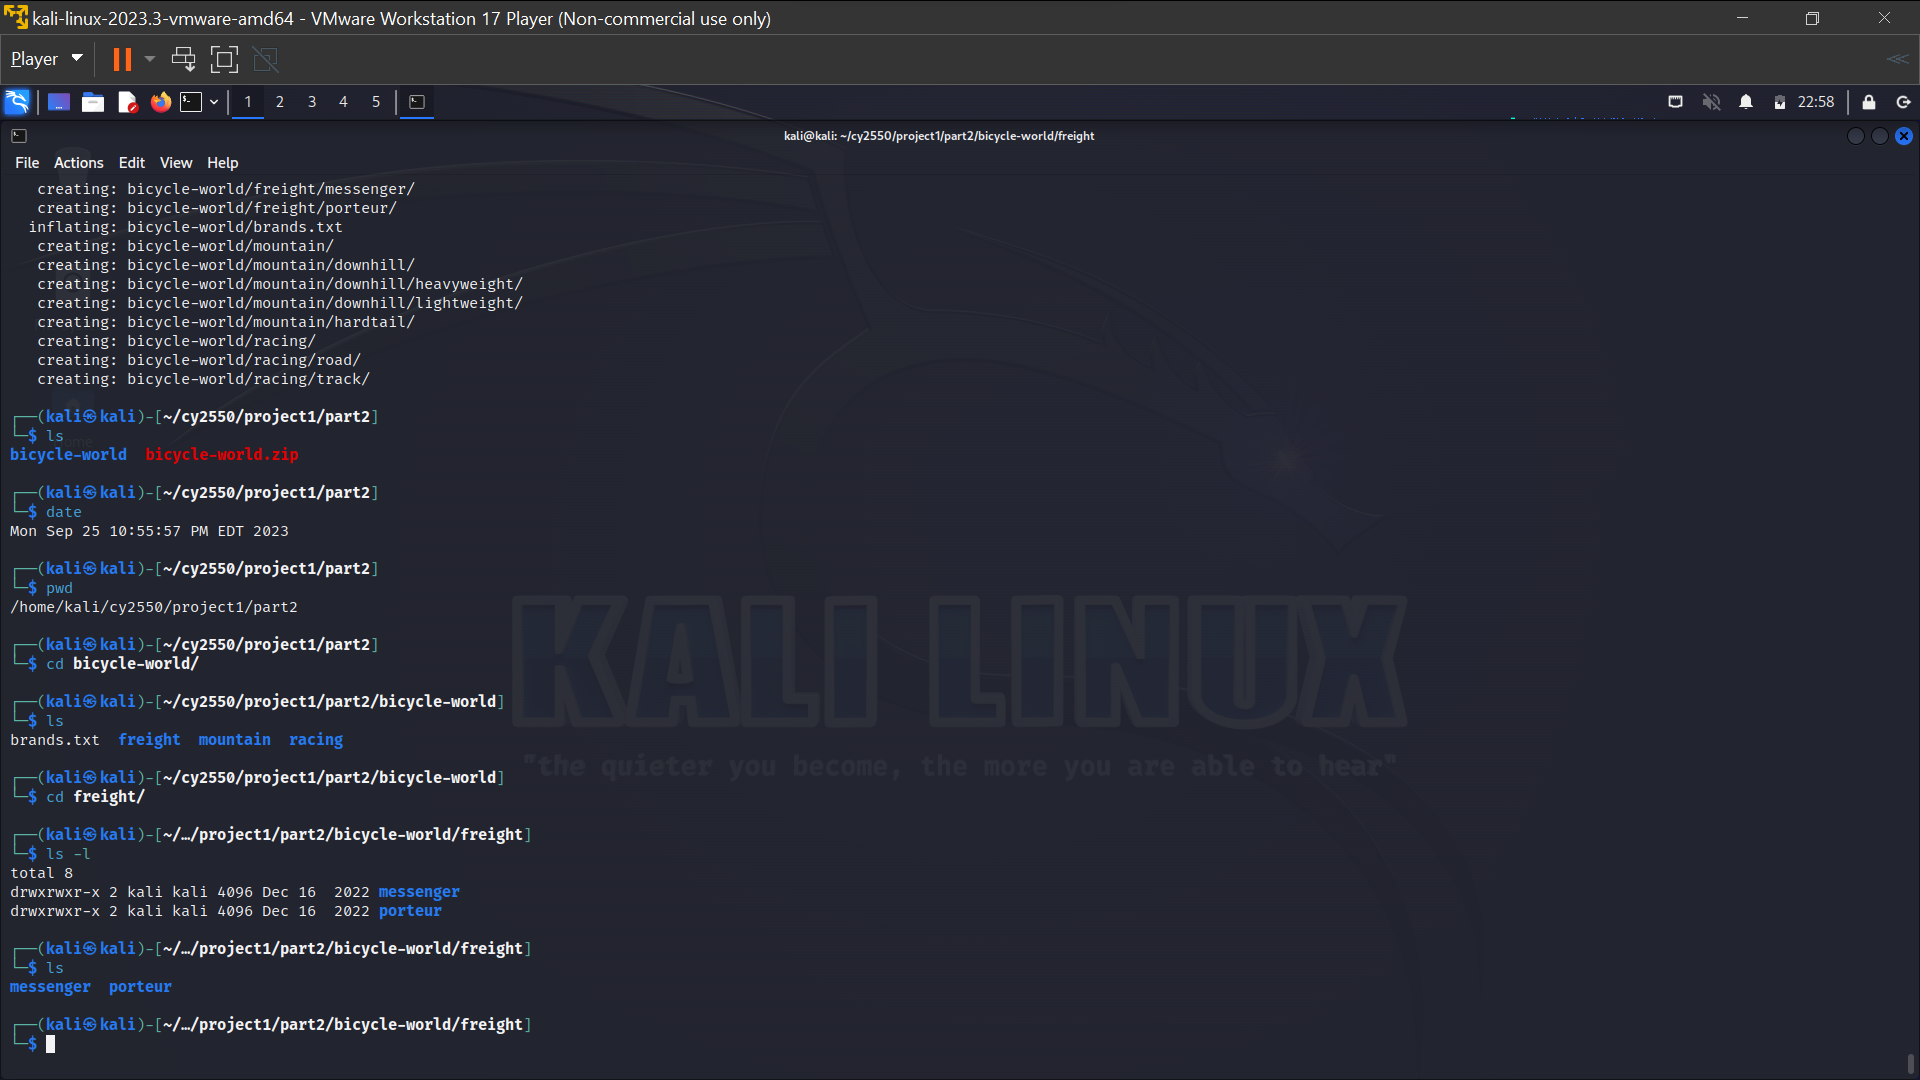 kali-linux-2023.3-vmware-amd64 - VMware Workstation 17 Player (Non-commercial use only)
Player
1 2 3 4 5 22:58
kali@kali: ~/cy2550/project1/part2/bicycle-world/freight
File Actions Edit View Help
creating: bicycle-world/freight/messenger/
creating: bicycle-world/freight/porteur/
inflating: bicycle-world/brands.txt
creating: bicycle-world/mountain/
creating: bicycle-world/mountain/downhill/
creating: bicycle-world/mountain/downhill/heavyweight/
creating: bicycle-world/mountain/downhill/lightweight/
creating: bicycle-world/mountain/hardtail/
creating: bicycle-world/racing/
creating: bicycle-world/racing/road/
creating: bicycle-world/racing/track/
┌──(kali㉿kali)-[~/cy2550/project1/part2]
└─$ ls
bicycle-world bicycle-world.zip
┌──(kali㉿kali)-[~/cy2550/project1/part2]
└─$ date
Mon Sep 25 10:55:57 PM EDT 2023
┌──(kali㉿kali)-[~/cy2550/project1/part2]
└─$ pwd
/home/kali/cy2550/project1/part2
┌──(kali㉿kali)-[~/cy2550/project1/part2]
└─$ cd bicycle-world/
┌──(kali㉿kali)-[~/cy2550/project1/part2/bicycle-world]
└─$ ls
brands.txt freight mountain racing
┌──(kali㉿kali)-[~/cy2550/project1/part2/bicycle-world]
└─$ cd freight/
┌──(kali㉿kali)-[~/…/project1/part2/bicycle-world/freight]
└─$ ls -l
total 8
drwxrwxr-x 2 kali kali 4096 Dec 16 2022 messenger
drwxrwxr-x 2 kali kali 4096 Dec 16 2022 porteur
┌──(kali㉿kali)-[~/…/project1/part2/bicycle-world/freight]
└─$ ls
messenger porteur
┌──(kali㉿kali)-[~/…/project1/part2/bicycle-world/freight]
└─$
KALI LINUX
"the quieter you become, the more you are able to hear"